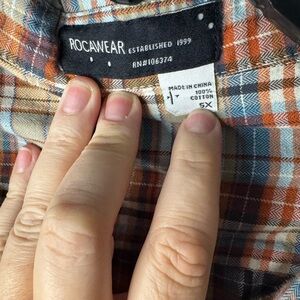 ROCAWEAR ESTABLISHED 1999
RN#106374
MADE IN CHINA
100%
COTTON
5X